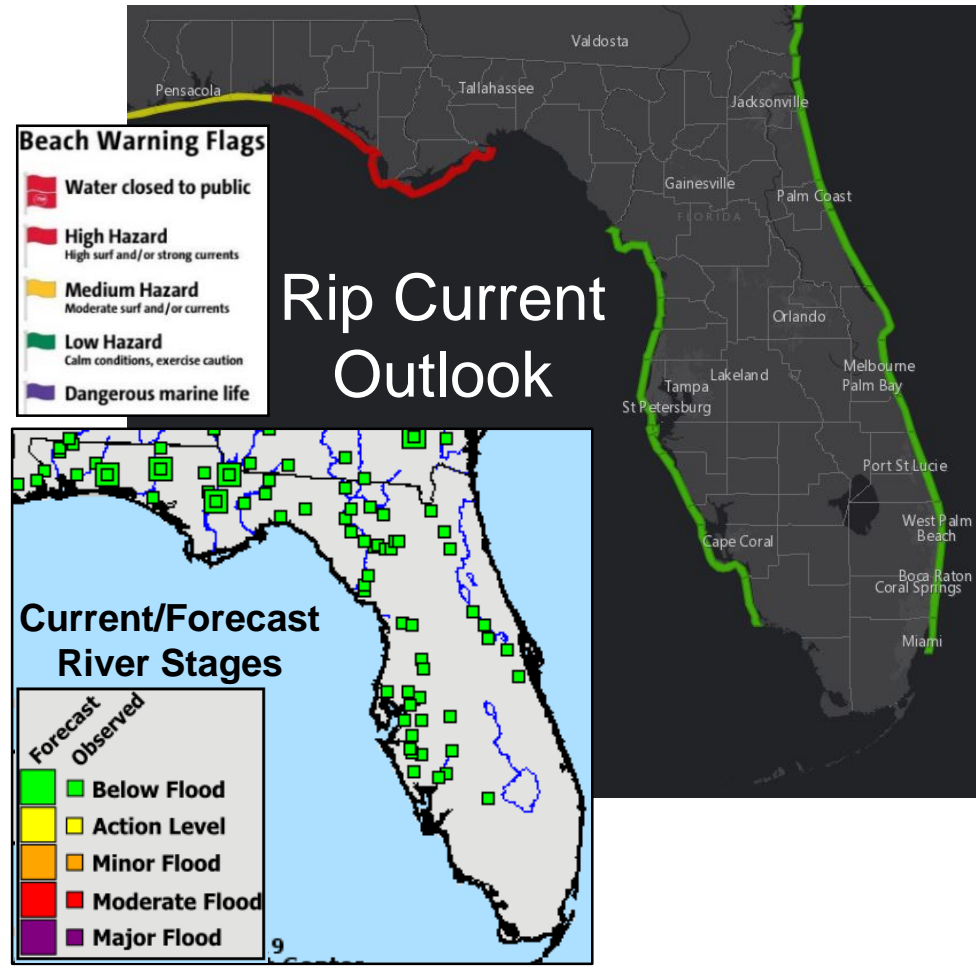 Valdosta
Pensacola
Tallahassee
Jacksonville
Gainesville
FLORIDA
Palm Coast
Orlando
Melbourne
Palm Bay
Lakeland
Tampa
St Petersburg
Port St Lucie
Cape Coral
West Palm
Beach
Boca Raton
Coral Springs
Miami
Rip Current
Outlook
Beach Warning Flags
Water closed to public
High Hazard
High surf and/or strong currents
Medium Hazard
Moderate surf and/or currents
Low Hazard
Calm conditions, exercise caution
Dangerous marine life
Current/Forecast
River Stages
Forecast
Observed
Below Flood
Action Level
Minor Flood
Moderate Flood
Major Flood
9
Center